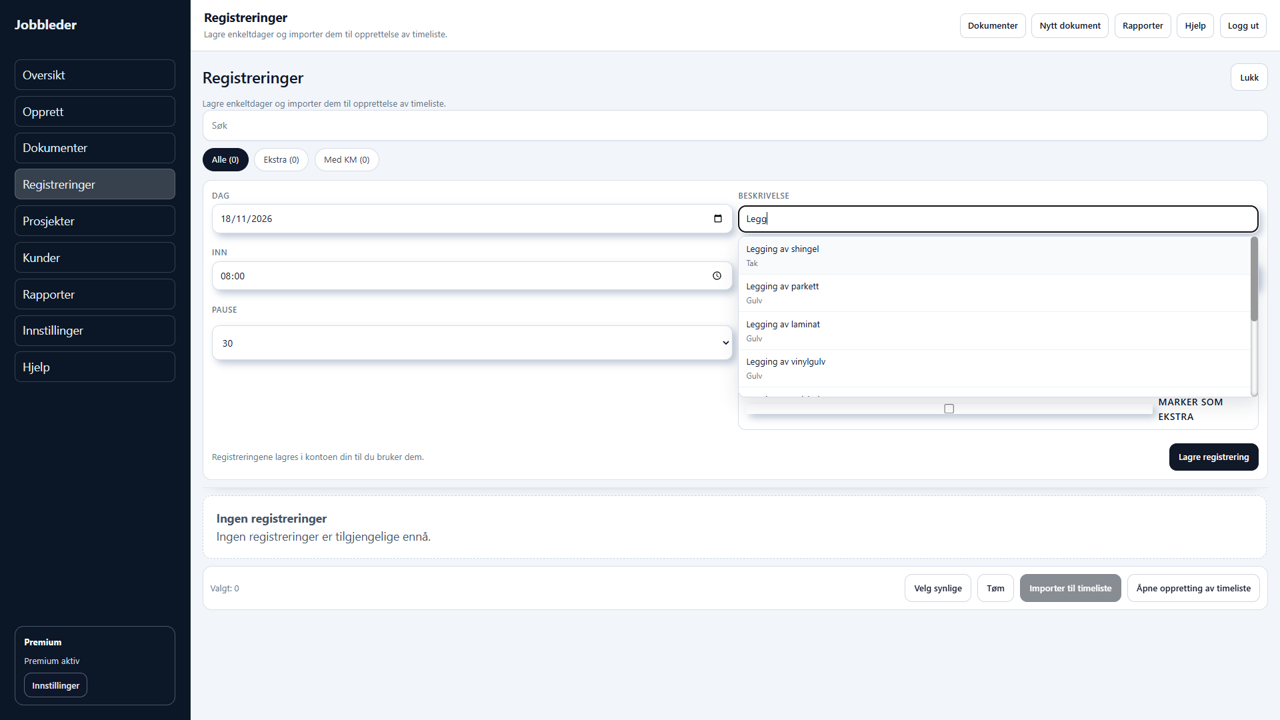 Jobbleder
Oversikt
Opprett
Dokumenter
Registreringer
Prosjekter
Kunder
Rapporter
Innstillinger
Hjelp
Premium
Premium aktiv
Innstillinger
Registreringer
Lagre enkeltdager og importer dem til opprettelse av timeliste.
Dokumenter
Nytt dokument
Rapporter
Hjelp
Logg ut
Registreringer
Lukk
Lagre enkeltdager og importer dem til opprettelse av timeliste.
Søk
Alle (0)
Ekstra (0)
Med KM (0)
DAG
18/11/2026
INN
08:00
PAUSE
30
BESKRIVELSE
Legg
Legging av shingel
Tak
Legging av parkett
Gulv
Legging av laminat
Gulv
Legging av vinylgulv
Gulv
MARKER SOM
EKSTRA
Registreringene lagres i kontoen din til du bruker dem.
Lagre registrering
Ingen registreringer
Ingen registreringer er tilgjengelige ennå.
Valgt: 0
Velg synlige
Tøm
Importer til timeliste
Åpne oppretting av timeliste